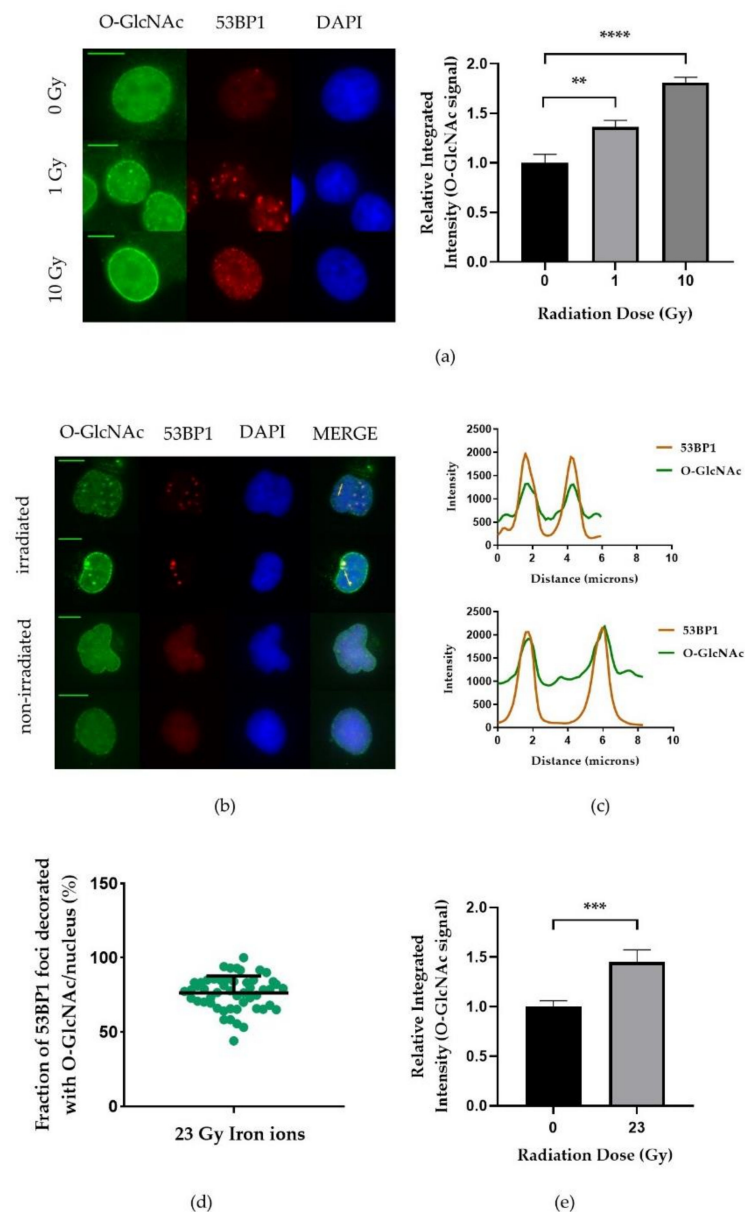 O-GlcNAc 53BP1 DAPI
0 Gy
1 Gy
10 Gy
Relative Integrated
Intensity (O-GlcNAc signal)
2.0
1.5
1.0
0.5
0.0
**
****
0 1 10
Radiation Dose (Gy)
(a)
O-GlcNAc 53BP1 DAPI MERGE
irradiated
non-irradiated
(b)
Intensity
2500
2000
1500
1000
500
0
53BP1
O-GlcNAc
0 2 4 6 8 10
Distance (microns)
Intensity
2500
2000
1500
1000
500
0
53BP1
O-GlcNAc
0 2 4 6 8 10
Distance (microns)
(c)
Fraction of 53BP1 foci decorated
with O-GlcNAc/nucleus (%)
150
100
50
0
23 Gy Iron ions
(d)
Relative Integrated
Intensity (O-GlcNAc signal)
2.0
1.5
1.0
0.5
0.0
***
0 23
Radiation Dose (Gy)
(e)